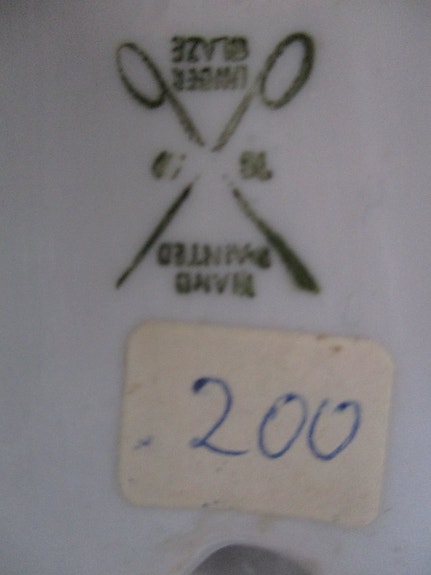 HAND
PAINTED
UNDER
GLAZE
200